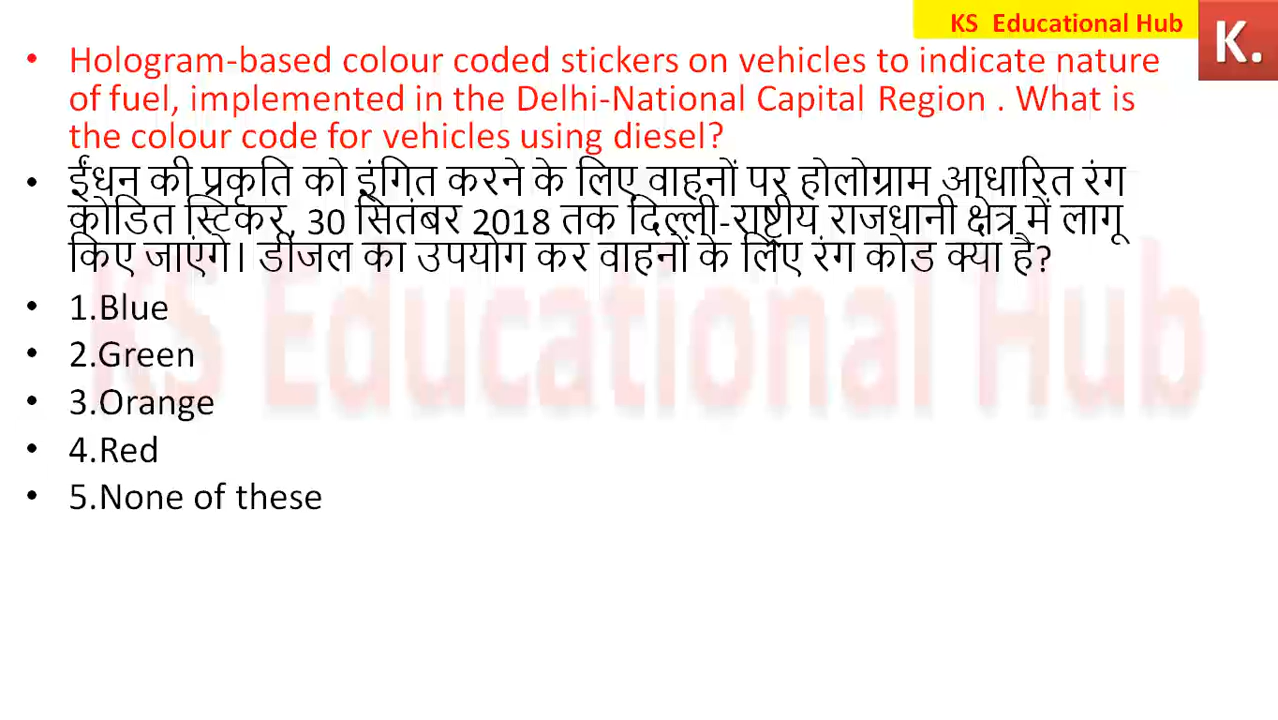 KS Educational Hub
K.
• Hologram-based colour coded stickers on vehicles to indicate nature
of fuel, implemented in the Delhi-National Capital Region . What is
the colour code for vehicles using diesel?
• ईंधन की प्रकृति को इंगित करने के लिए वाहनों पर होलोग्राम आधारित रंग
कोडित स्टिकर, 30 सितंबर 2018 तक दिल्ली-राष्ट्रीय राजधानी क्षेत्र में लागू
किए जाएंगे। डीजल का उपयोग कर वाहनों के लिए रंग कोड क्या है?
• 1.Blue
• 2.Green
• 3.Orange
• 4.Red
• 5.None of these
KS Educational Hub